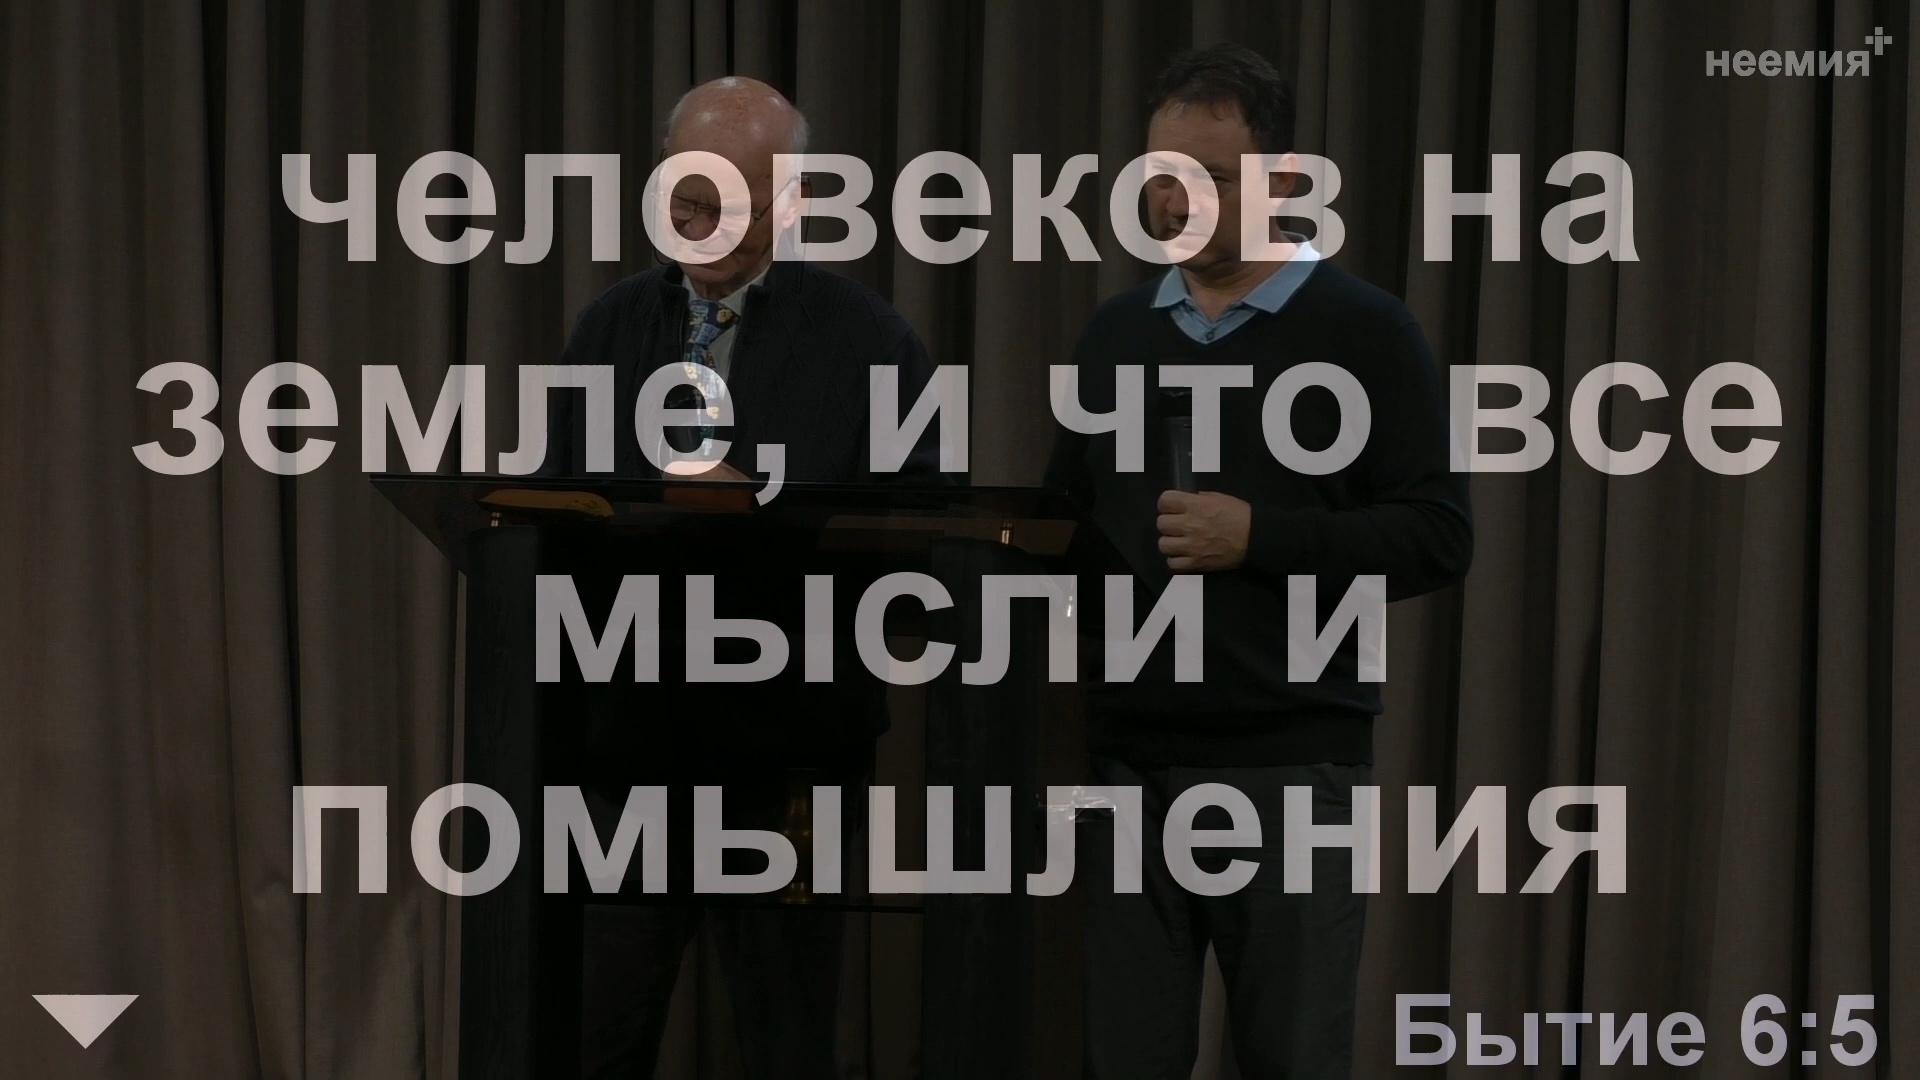 неемия
человеков на
земле, и что все
мысли и
помышления
Бытие 6:5